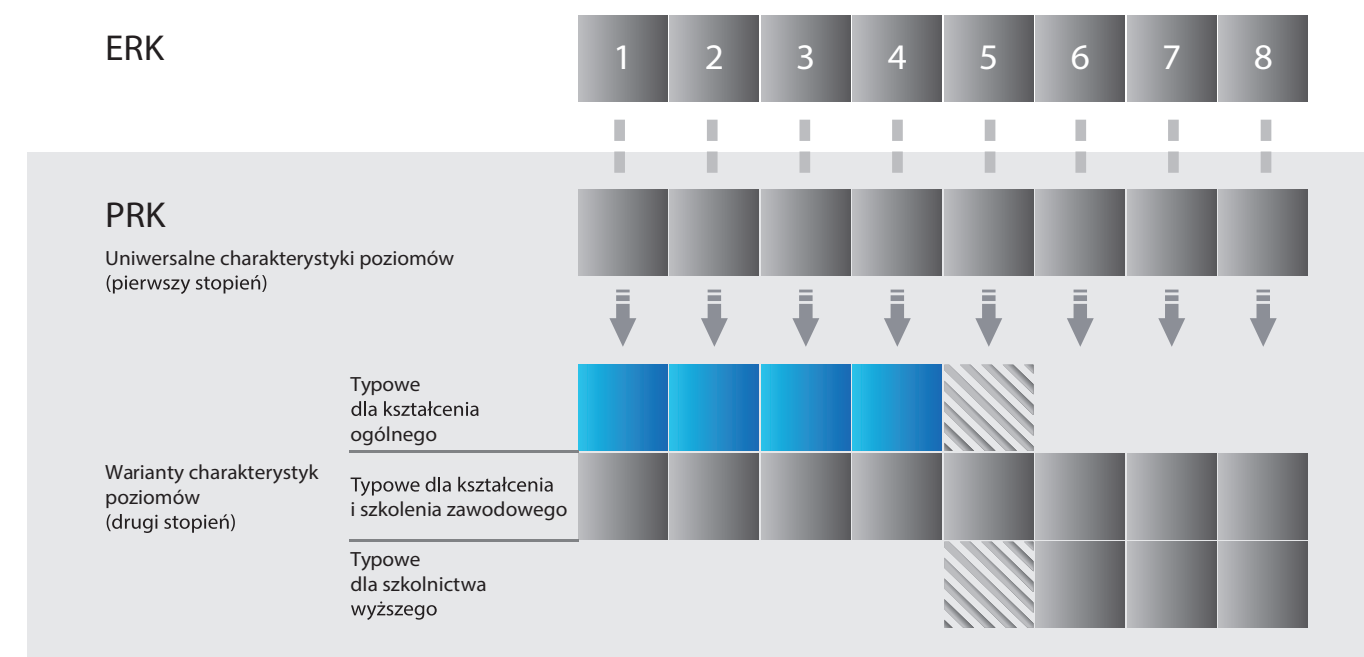 ERK
1 2 3 4 5 6 7 8
PRK
Uniwersalne charakterystyki poziomów
(pierwszy stopień)
Typowe
dla kształcenia
ogólnego
Warianty charakterystyk
poziomów
(drugi stopień)
Typowe dla kształcenia
i szkolenia zawodowego
Typowe
dla szkolnictwa
wyższego